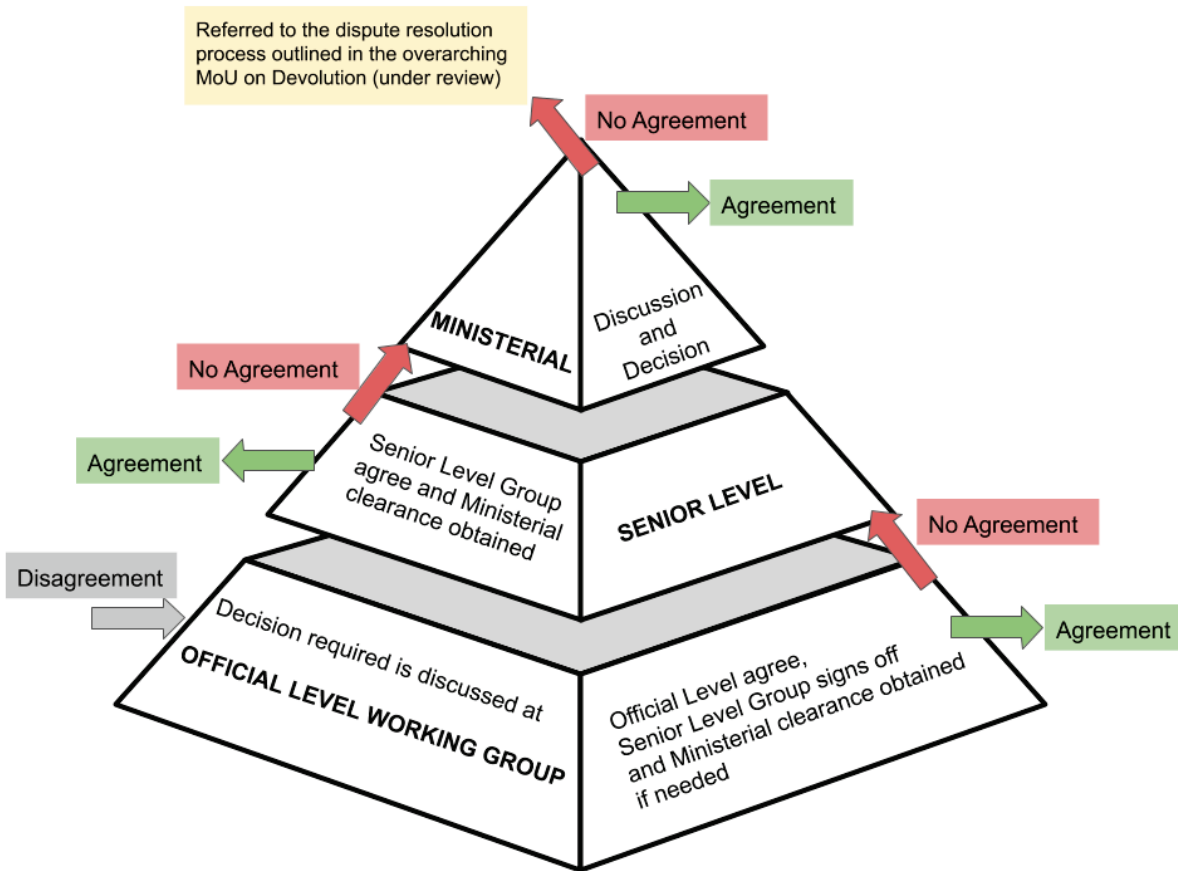 Referred to the dispute resolution
process outlined in the overarching
MoU on Devolution (under review)
No Agreement
Agreement
MINISTERIAL
Discussion
and
Decision
No Agreement
Agreement
Senior Level Group
agree and Ministerial
clearance obtained
SENIOR LEVEL
No Agreement
Agreement
Disagreement
Decision required is discussed at
OFFICIAL LEVEL WORKING GROUP
Official Level agree,
Senior Level Group signs off
and Ministerial clearance obtained
if needed